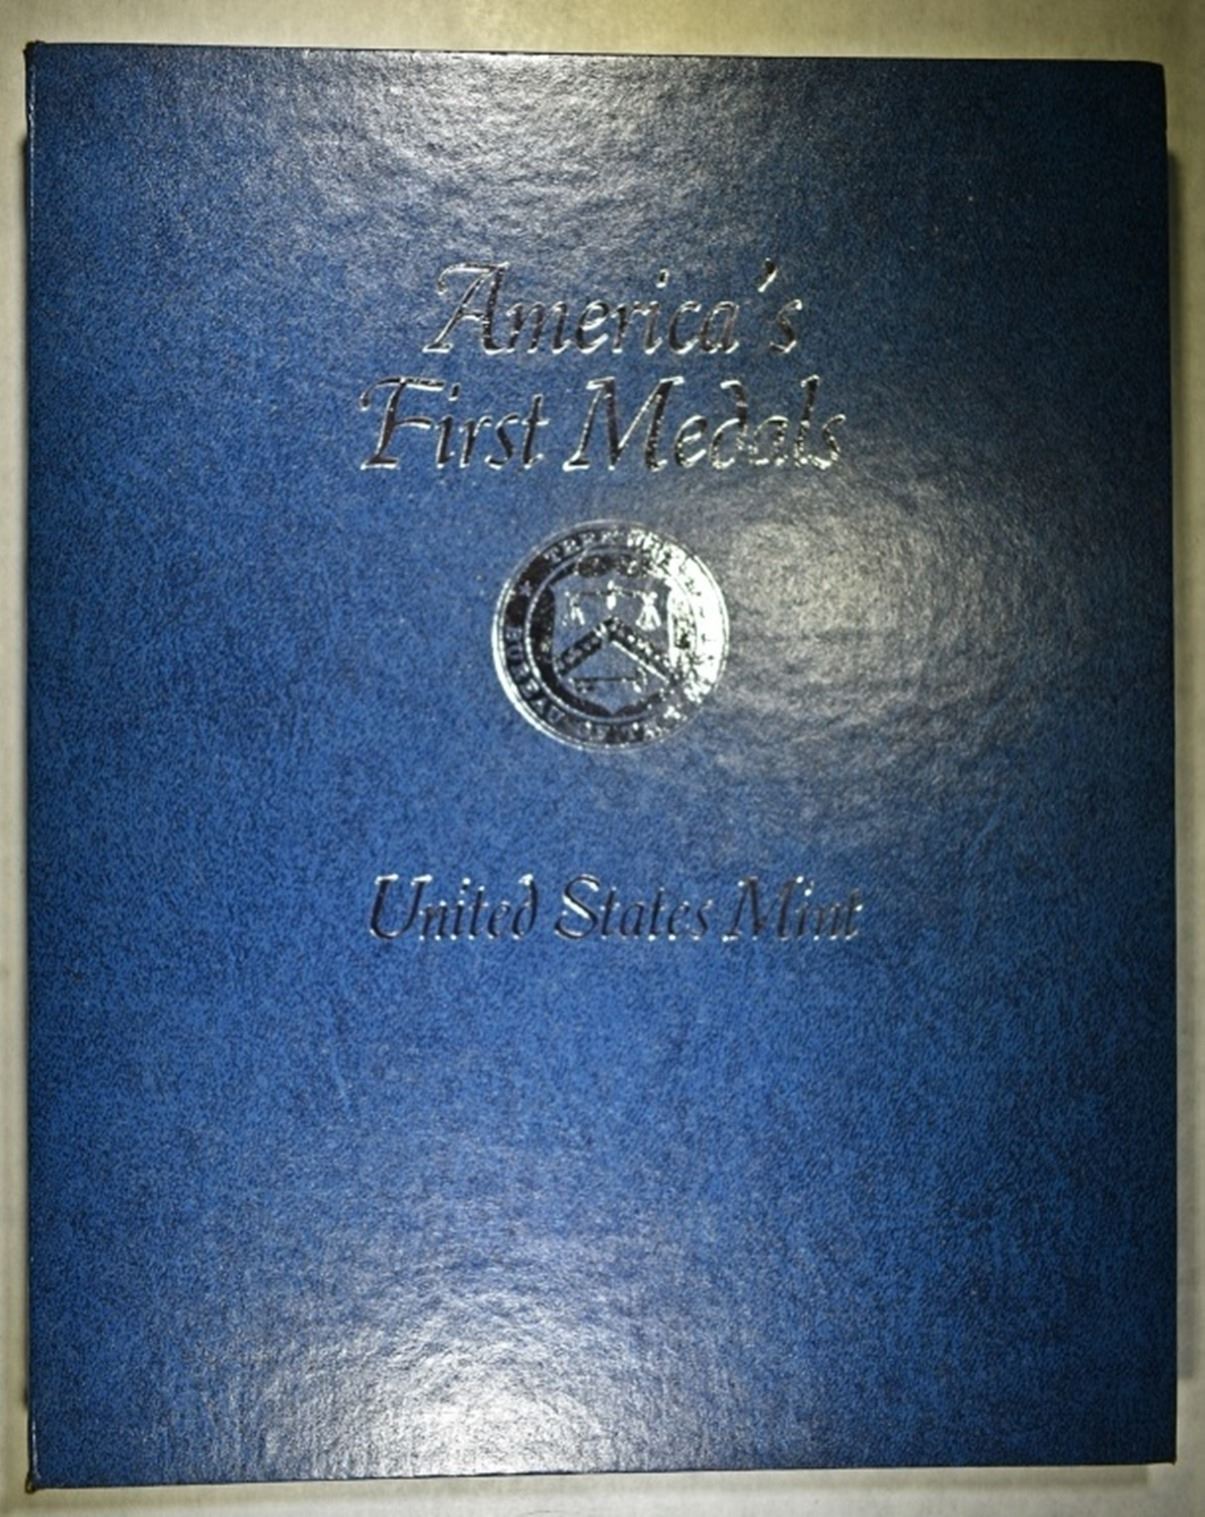 America's
First Medals
United States Mint